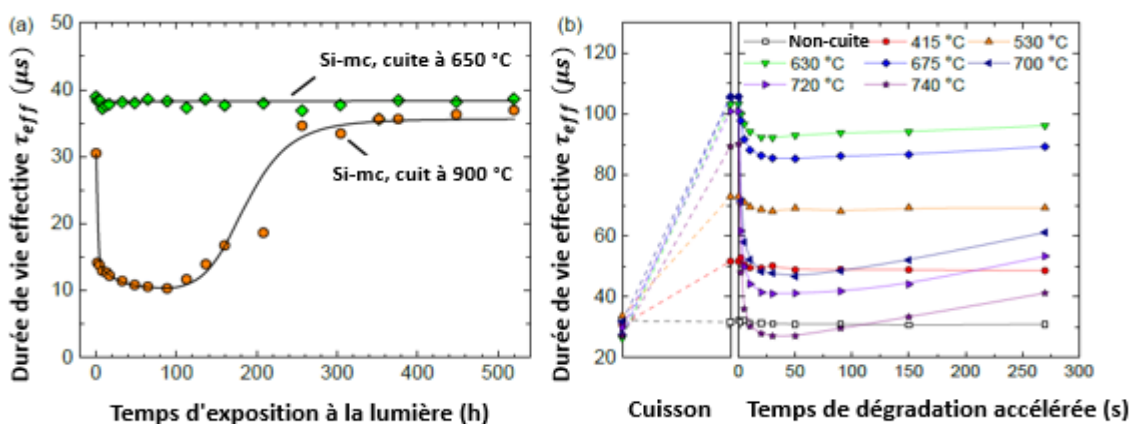 (a)
Durée de vie effective τeff (μs)
50
40
30
20
10
0
Si-mc, cuite à 650 °C
Si-mc, cuit à 900 °C
0 100 200 300 400 500
Temps d'exposition à la lumière (h)
(b)
Durée de vie effective τeff (μs)
120
100
80
60
40
20
Non-cuite 415 °C 530 °C
630 °C 675 °C 700 °C
720 °C 740 °C
0 50 100 150 200 250 300
Cuisson Temps de dégradation accélérée (s)